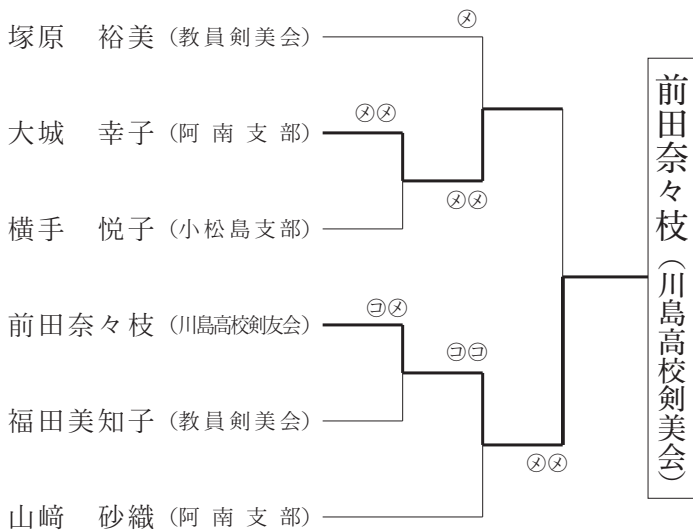 塚原　裕美（教員剣美会）
㋱
大城　幸子（阿南支部）
㋱㋱
㋱㋱
横手　悦子（小松島支部）
前田奈々枝（川島高校剣友会）
㋙㋱
㋙㋙
福田美知子（教員剣美会）
㋱㋱
山﨑　砂織（阿南支部）
前田奈々枝（川島高校剣美会）